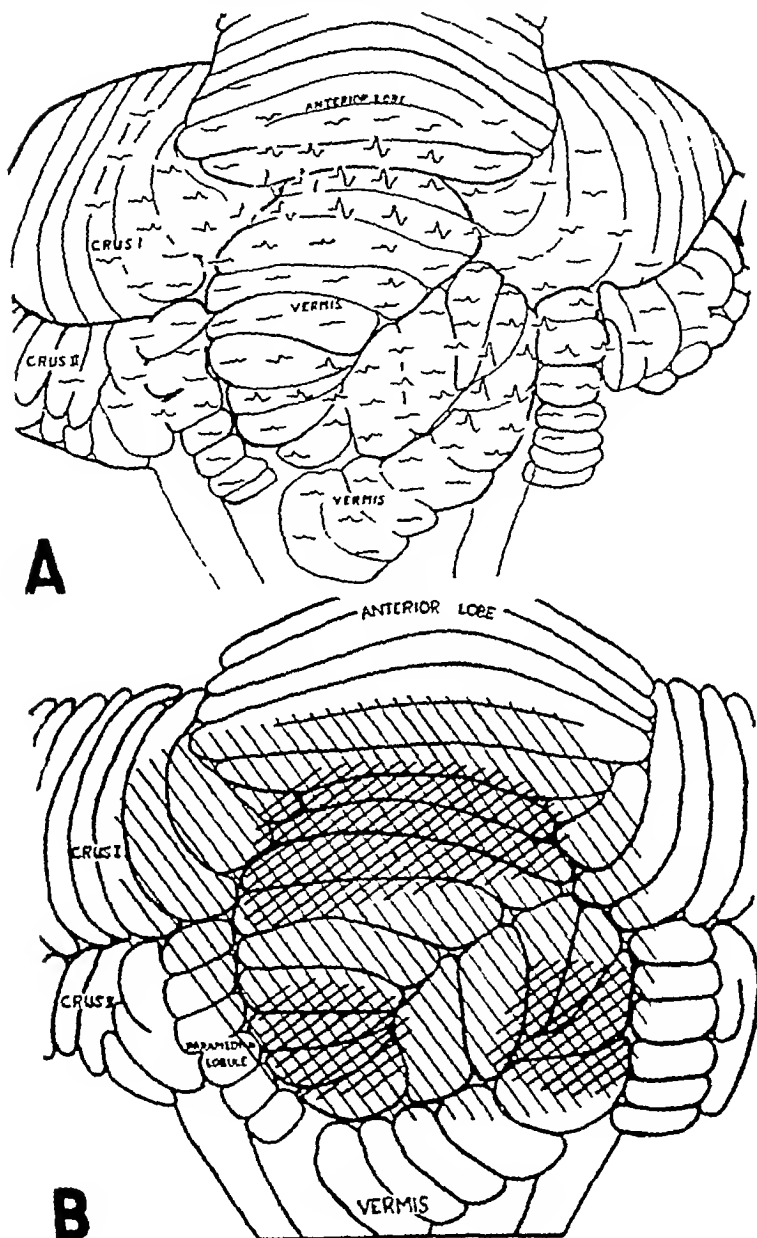 ANTERIOR LOBE
CRUS I
VERMIS
CRUS II
VERMIS
A
ANTERIOR LOBE
CRUS I
CRUS II
PARAMEDIAN
LOBULE
VERMIS
B